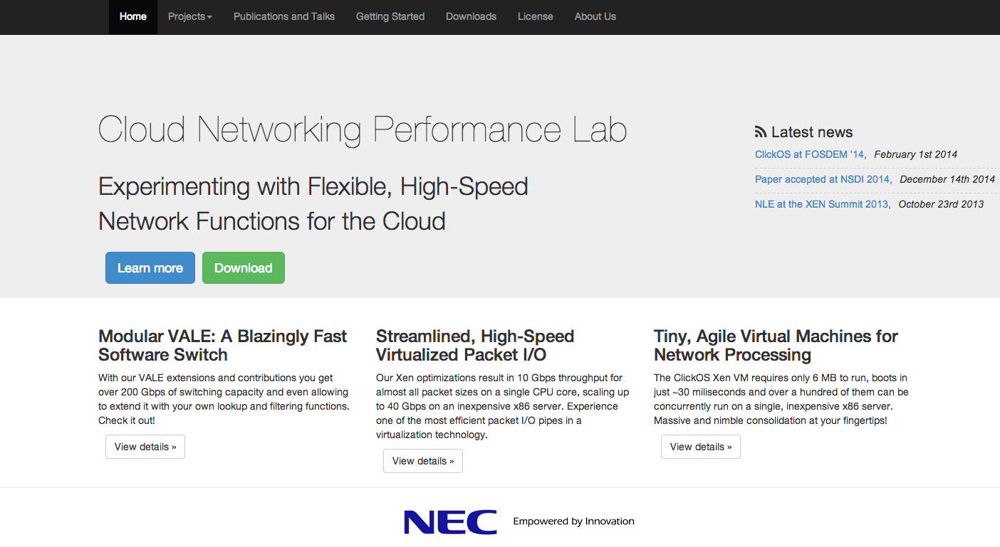 Home Projects Publications and Talks Getting Started Downloads License About Us
Cloud Networking Performance Lab
Experimenting with Flexible, High-Speed
Network Functions for the Cloud
Learn more Download
Latest news
ClickOS at FOSDEM '14, February 1st 2014
Paper accepted at NSDI 2014, December 14th 2014
NLE at the XEN Summit 2013, October 23rd 2013
Modular VALE: A Blazingly Fast
Software Switch
With our VALE extensions and contributions you get
over 200 Gbps of switching capacity and even allowing
to extend it with your own lookup and filtering functions.
Check it out!
View details »
Streamlined, High-Speed
Virtualized Packet I/O
Our Xen optimizations result in 10 Gbps throughput for
almost all packet sizes on a single CPU core, scaling up
to 40 Gbps on an inexpensive x86 server. Experience
one of the most efficient packet I/O pipes in a
virtualization technology.
View details »
Tiny, Agile Virtual Machines for
Network Processing
The ClickOS Xen VM requires only 6 MB to run, boots in
just ~30 miliseconds and over a hundred of them can be
concurrently run on a single, inexpensive x86 server.
Massive and nimble consolidation at your fingertips!
View details »
NEC Empowered by Innovation